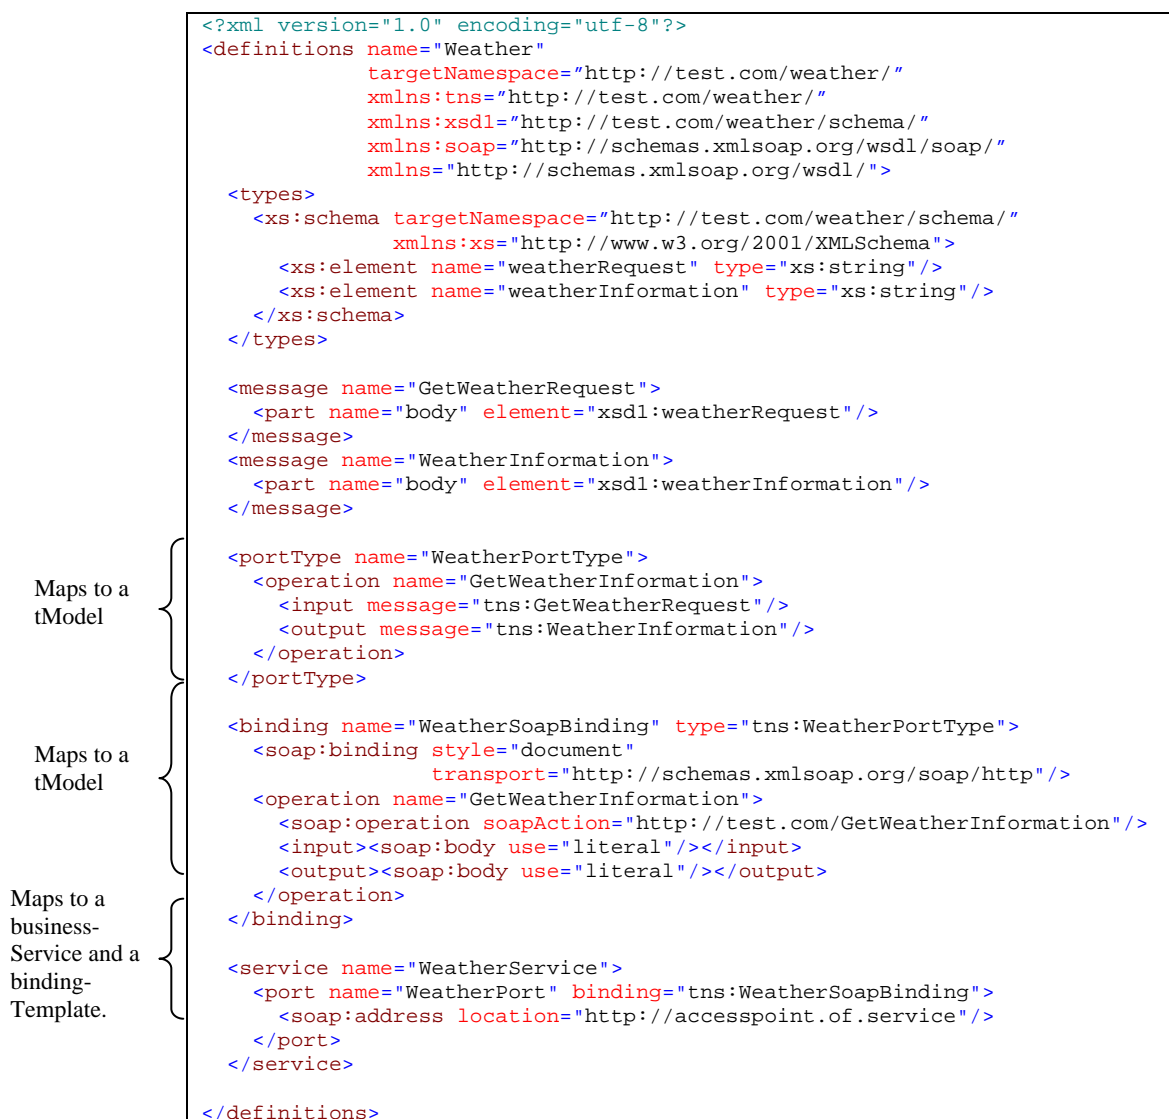 <?xml version="1.0" encoding="utf-8"?>
<definitions name="Weather"
targetNamespace="http://test.com/weather/"
xmlns:tns="http://test.com/weather/"
xmlns:xsd1="http://test.com/weather/schema/"
xmlns:soap="http://schemas.xmlsoap.org/wsdl/soap/"
xmlns="http://schemas.xmlsoap.org/wsdl/">
<types>
<xs:schema targetNamespace="http://test.com/weather/schema/"
xmlns:xs="http://www.w3.org/2001/XMLSchema">
<xs:element name="weatherRequest" type="xs:string"/>
<xs:element name="weatherInformation" type="xs:string"/>
</xs:schema>
</types>
<message name="GetWeatherRequest">
<part name="body" element="xsd1:weatherRequest"/>
</message>
<message name="WeatherInformation">
<part name="body" element="xsd1:weatherInformation"/>
</message>
Maps to a
tModel
<portType name="WeatherPortType">
<operation name="GetWeatherInformation">
<input message="tns:GetWeatherRequest"/>
<output message="tns:WeatherInformation"/>
</operation>
</portType>
Maps to a
tModel
<binding name="WeatherSoapBinding" type="tns:WeatherPortType">
<soap:binding style="document"
transport="http://schemas.xmlsoap.org/soap/http"/>
<operation name="GetWeatherInformation">
<soap:operation soapAction="http://test.com/GetWeatherInformation"/>
<input><soap:body use="literal"/></input>
<output><soap:body use="literal"/></output>
</operation>
</binding>
Maps to a
business-
Service and a
binding-
Template.
<service name="WeatherService">
<port name="WeatherPort" binding="tns:WeatherSoapBinding">
<soap:address location="http://accesspoint.of.service"/>
</port>
</service>
</definitions>